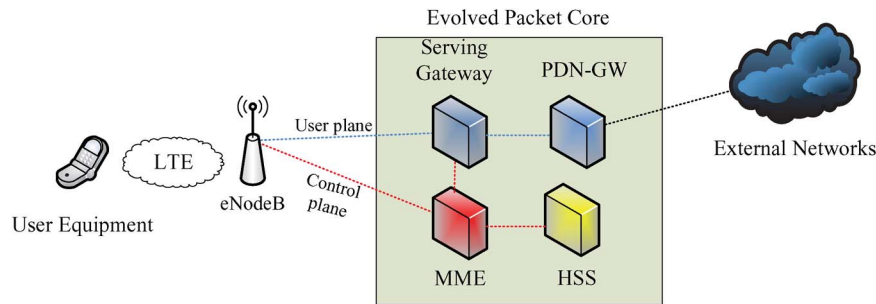 Evolved Packet Core
Serving
Gateway
PDN-GW
User plane
External Networks
LTE
Control
plane
eNodeB
User Equipment
MME
HSS